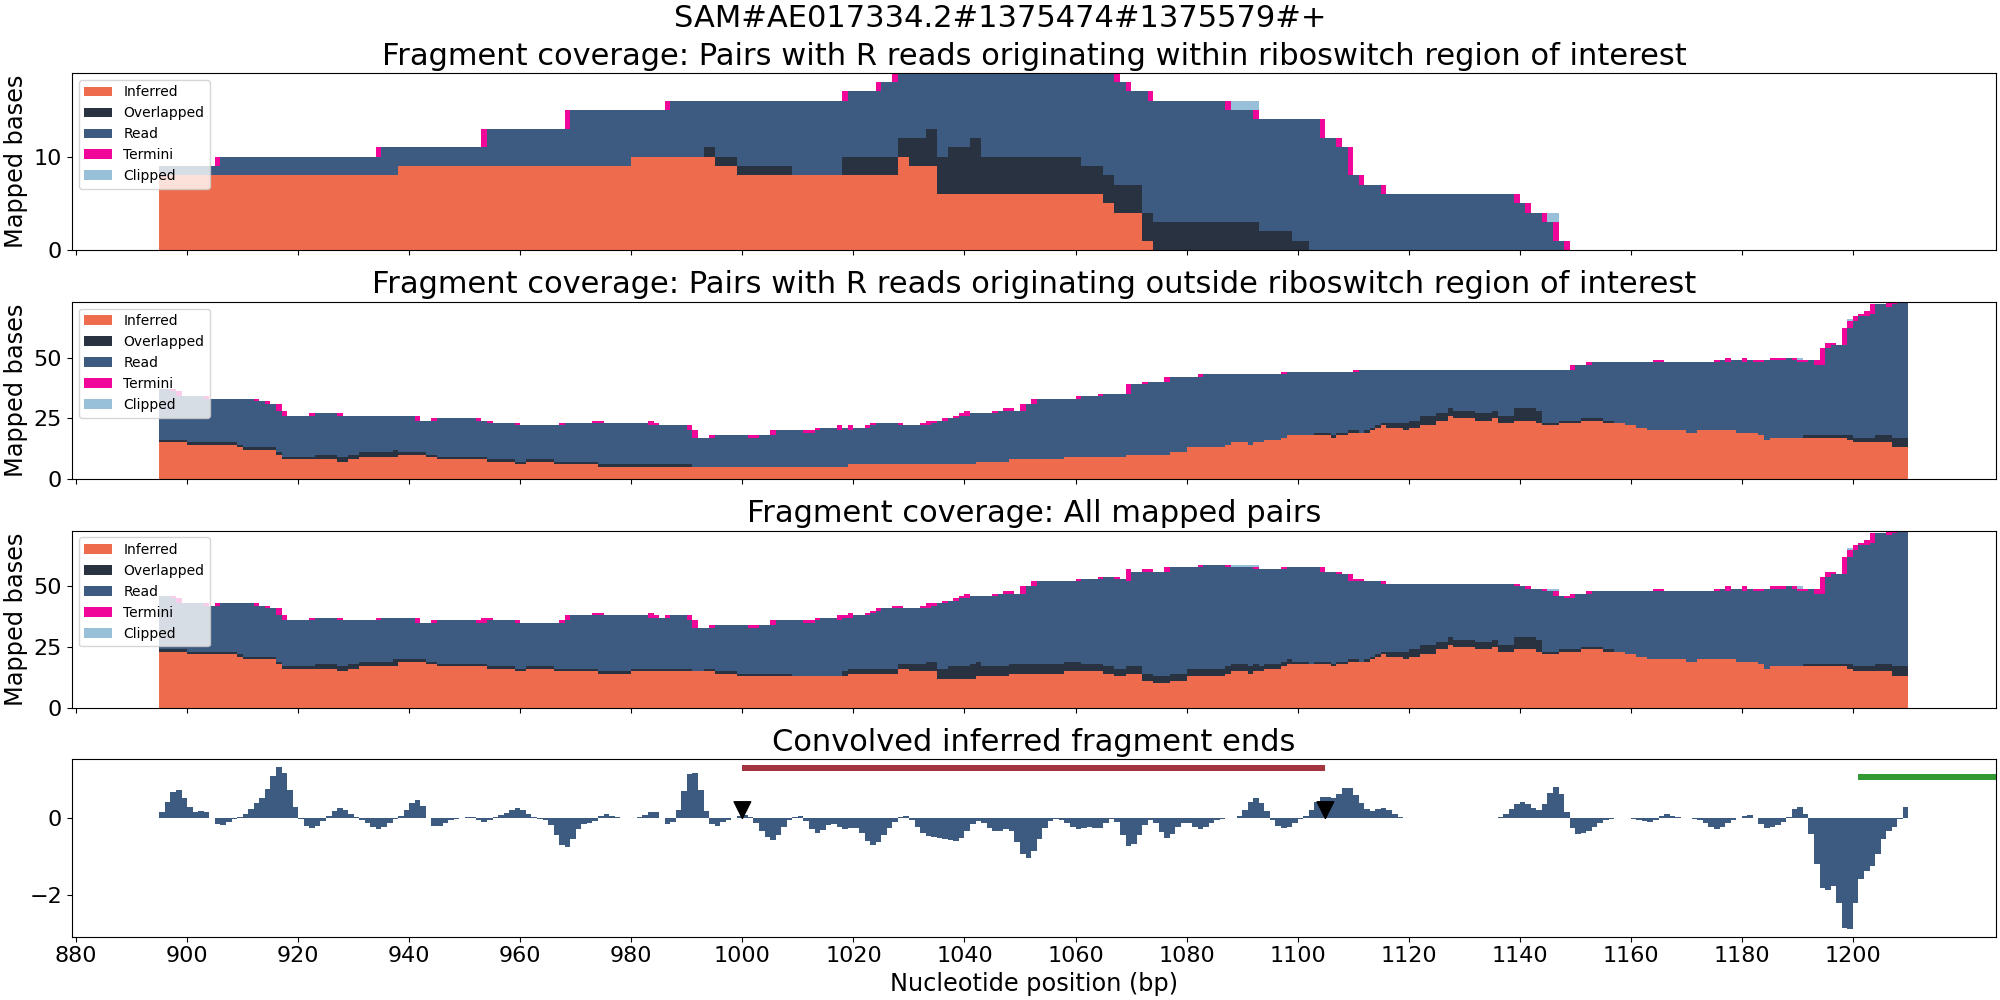 SAM#AE017334.2#1375474#1375579#+
Fragment coverage: Pairs with R reads originating within riboswitch region of interest
Mapped bases
10
0
Inferred
Overlapped
Read
Termini
Clipped
Fragment coverage: Pairs with R reads originating outside riboswitch region of interest
Mapped bases
50
25
0
Inferred
Overlapped
Read
Termini
Clipped
Fragment coverage: All mapped pairs
Mapped bases
50
25
0
Inferred
Overlapped
Read
Termini
Clipped
Convolved inferred fragment ends
0
−2
880 900 920 940 960 980 1000 1020 1040 1060 1080 1100 1120 1140 1160 1180 1200
Nucleotide position (bp)